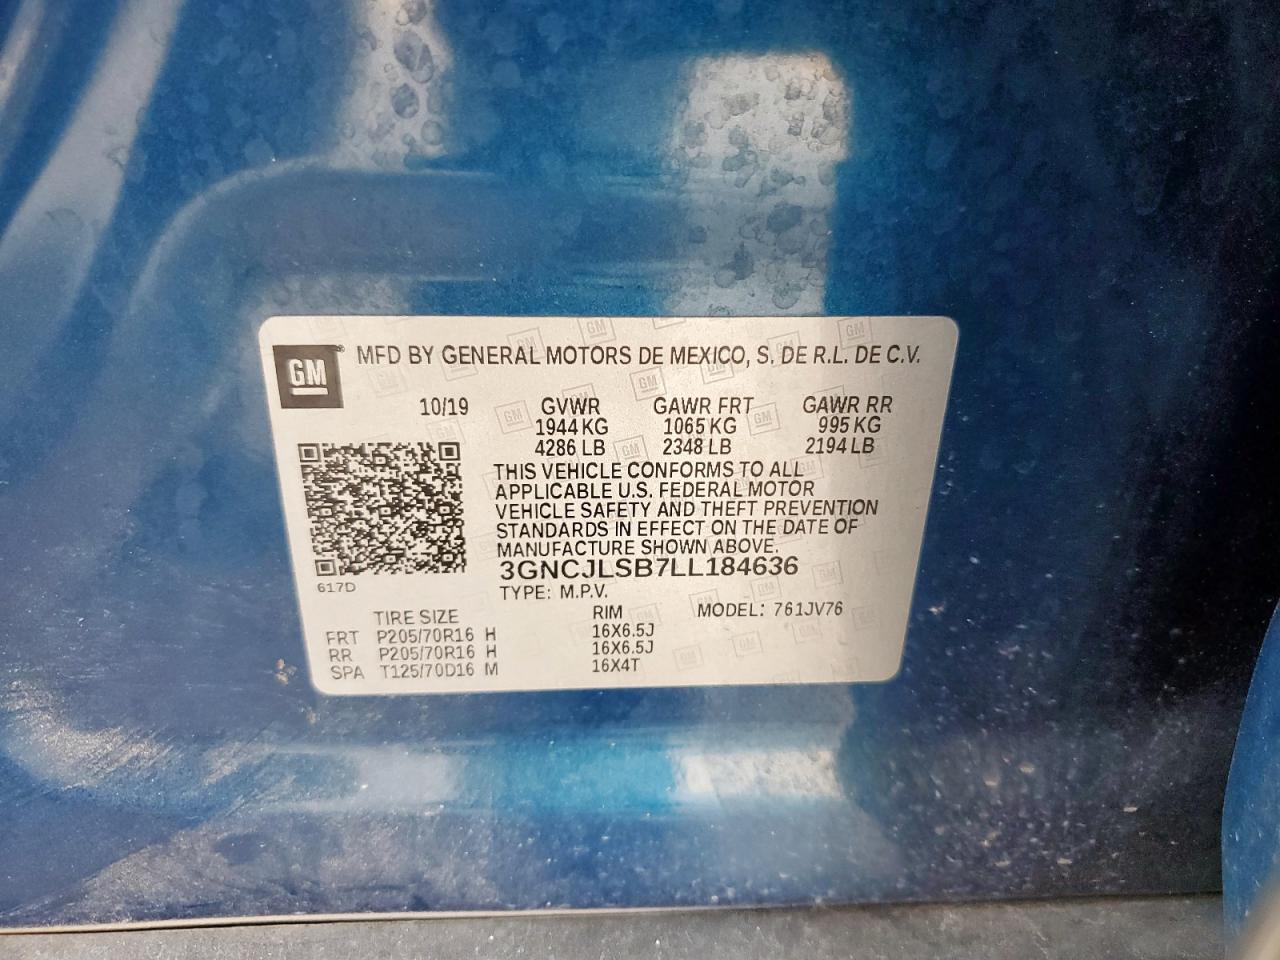 GM MFD BY GENERAL MOTORS DE MEXICO, S. DE R.L. DE C.V.
10/19 GVWR GAWR FRT GAWR RR
1944 KG 1065 KG 995 KG
4286 LB 2348 LB 2194 LB
THIS VEHICLE CONFORMS TO ALL
APPLICABLE U.S. FEDERAL MOTOR
VEHICLE SAFETY AND THEFT PREVENTION
STANDARDS IN EFFECT ON THE DATE OF
MANUFACTURE SHOWN ABOVE.
3GNCJLSB7LL184636
617D
TYPE: M.P.V.
TIRE SIZE RIM MODEL: 761JV76
FRT P205/70R16 H 16X6.5J
RR P205/70R16 H 16X6.5J
SPA T125/70D16 M 16X4T